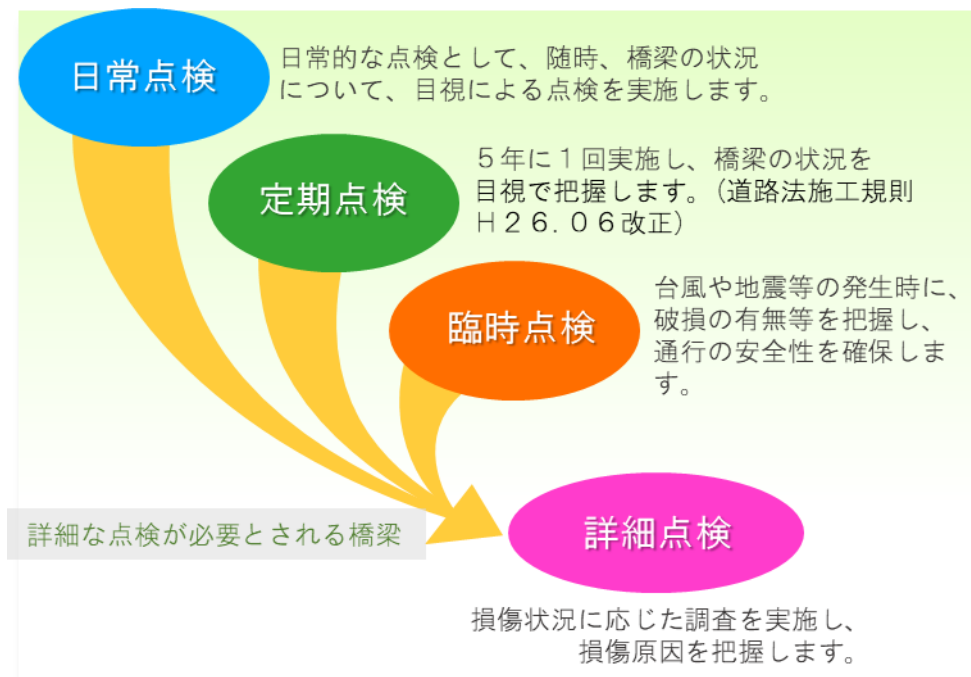 日常点検
日常的な点検として、随時、橋梁の状況
について、目視による点検を実施します。
定期点検
５年に１回実施し、橋梁の状況を
目視で把握します。（道路法施工規則
Ｈ２６．０６改正）
臨時点検
台風や地震等の発生時に、
破損の有無等を把握し、
通行の安全性を確保しま
す。
詳細な点検が必要とされる橋梁
詳細点検
損傷状況に応じた調査を実施し、
損傷原因を把握します。